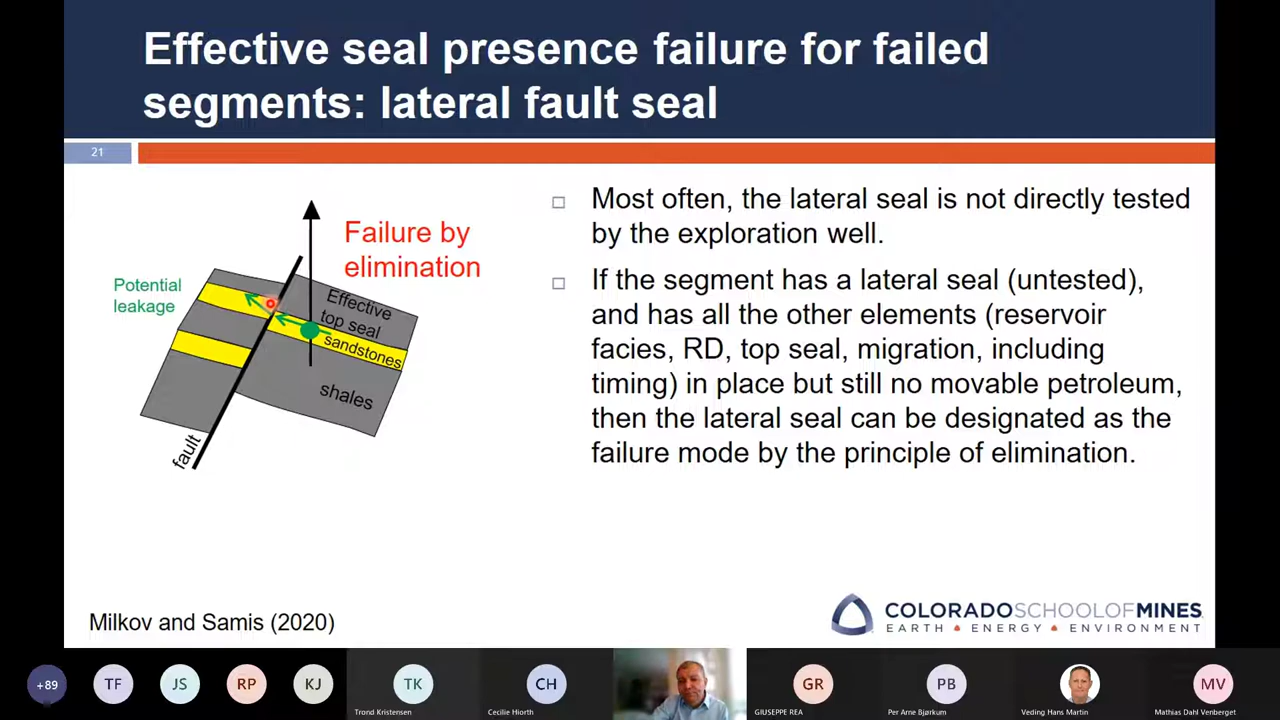 Effective seal presence failure for failed
segments: lateral fault seal
21
Failure by
elimination
Potential
leakage
Effective
top seal
sandstones
shales
fault
□ Most often, the lateral seal is not directly tested
by the exploration well.
□ If the segment has a lateral seal (untested),
and has all the other elements (reservoir
facies, RD, top seal, migration, including
timing) in place but still no movable petroleum,
then the lateral seal can be designated as the
failure mode by the principle of elimination.
Milkov and Samis (2020)
COLORADOSCHOOLOFMINES
EARTH ENERGY ENVIRONMENT
+89
TF
JS
RP
KJ
TK
Trond Kristensen
CH
Cecilie Hiorth
GR
GIUSEPPE REA
PB
Per Arne Bjørkum
Veding Hans Martin
MV
Mathias Dahl Venberget